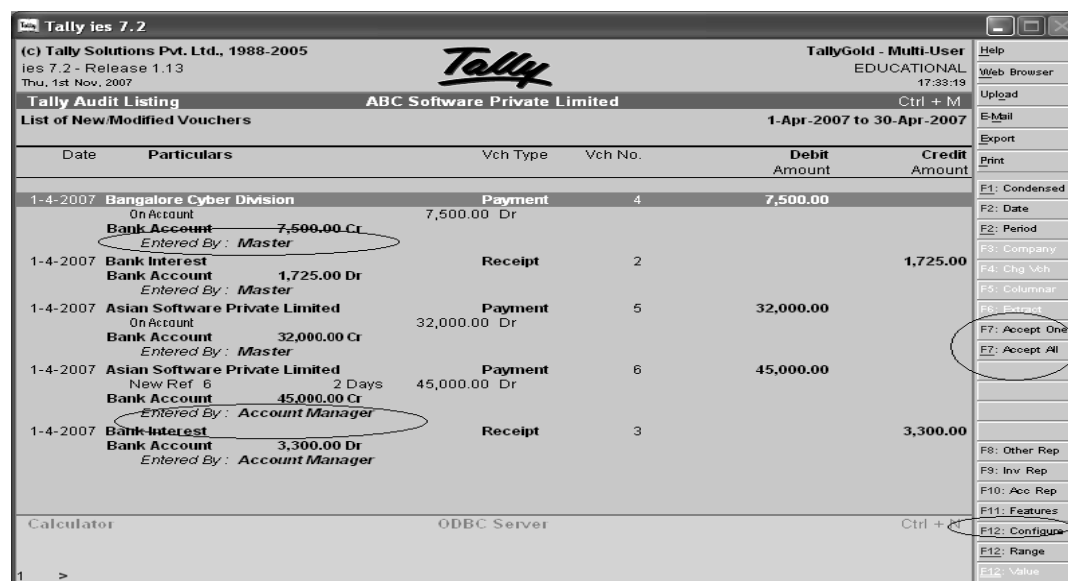 Tally ies 7.2
(c) Tally Solutions Pvt. Ltd., 1988-2005 Tally TallyGold - Multi-User
ies 7.2 - Release 1.13 EDUCATIONAL
Thu, 1st Nov, 2007 17:33:19
Tally Audit Listing ABC Software Private Limited Ctrl + M
List of New/Modified Vouchers 1-Apr-2007 to 30-Apr-2007
Date Particulars Vch Type Vch No. Debit Credit
Amount Amount
1-4-2007 Bangalore Cyber Division Payment 4 7,500.00
On Account 7,500.00 Dr
Bank Account 7,500.00 Cr
Entered By : Master
1-4-2007 Bank Interest Receipt 2 1,725.00
Bank Account 1,725.00 Dr
Entered By : Master
1-4-2007 Asian Software Private Limited Payment 5 32,000.00
On Account 32,000.00 Dr
Bank Account 32,000.00 Cr
Entered By : Master
1-4-2007 Asian Software Private Limited Payment 6 45,000.00
New Ref 6 2 Days 45,000.00 Dr
Bank Account 45,000.00 Cr
Entered By : Account Manager
1-4-2007 Bank Interest Receipt 3 3,300.00
Bank Account 3,300.00 Dr
Entered By : Account Manager
Calculator ODBC Server Ctrl + N
1 >
Help
Web Browser
Upload
E-Mail
Export
Print
F1: Condensed
F2: Date
F2: Period
F3: Company
F4: Chg Vch
F5: Columnar
F6: Extract
F7: Accept One
F7: Accept All
F8: Other Rep
F9: Inv Rep
F10: Acc Rep
F11: Features
F12: Configure
F12: Range
F12: Value